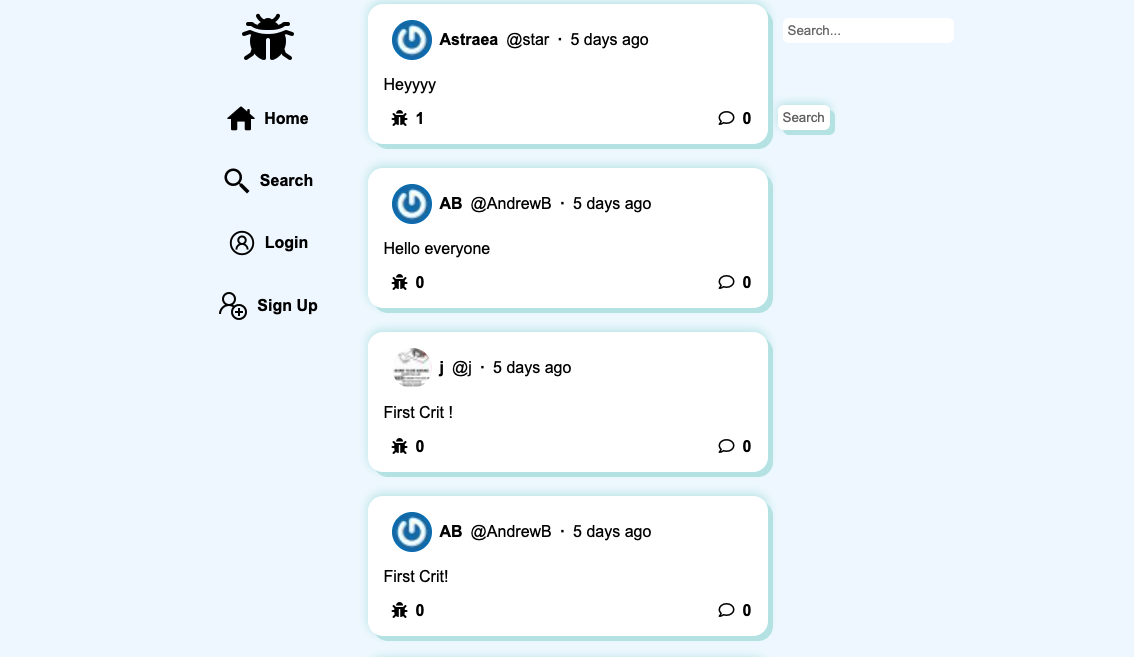 Home
Search
Login
Sign Up
Astraea @star · 5 days ago
Heyyyy
1 0
AB @AndrewB · 5 days ago
Hello everyone
0 0
j @j · 5 days ago
First Crit !
0 0
AB @AndrewB · 5 days ago
First Crit!
0 0
Search...
Search